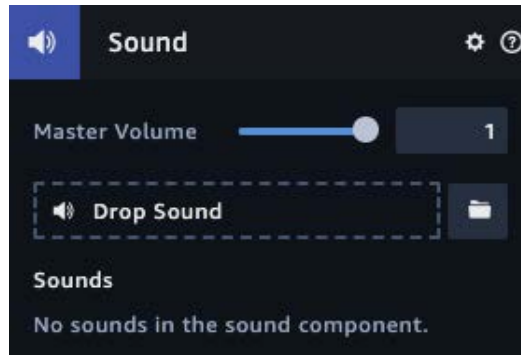 Sound
Master Volume 1
Drop Sound
Sounds
No sounds in the sound component.